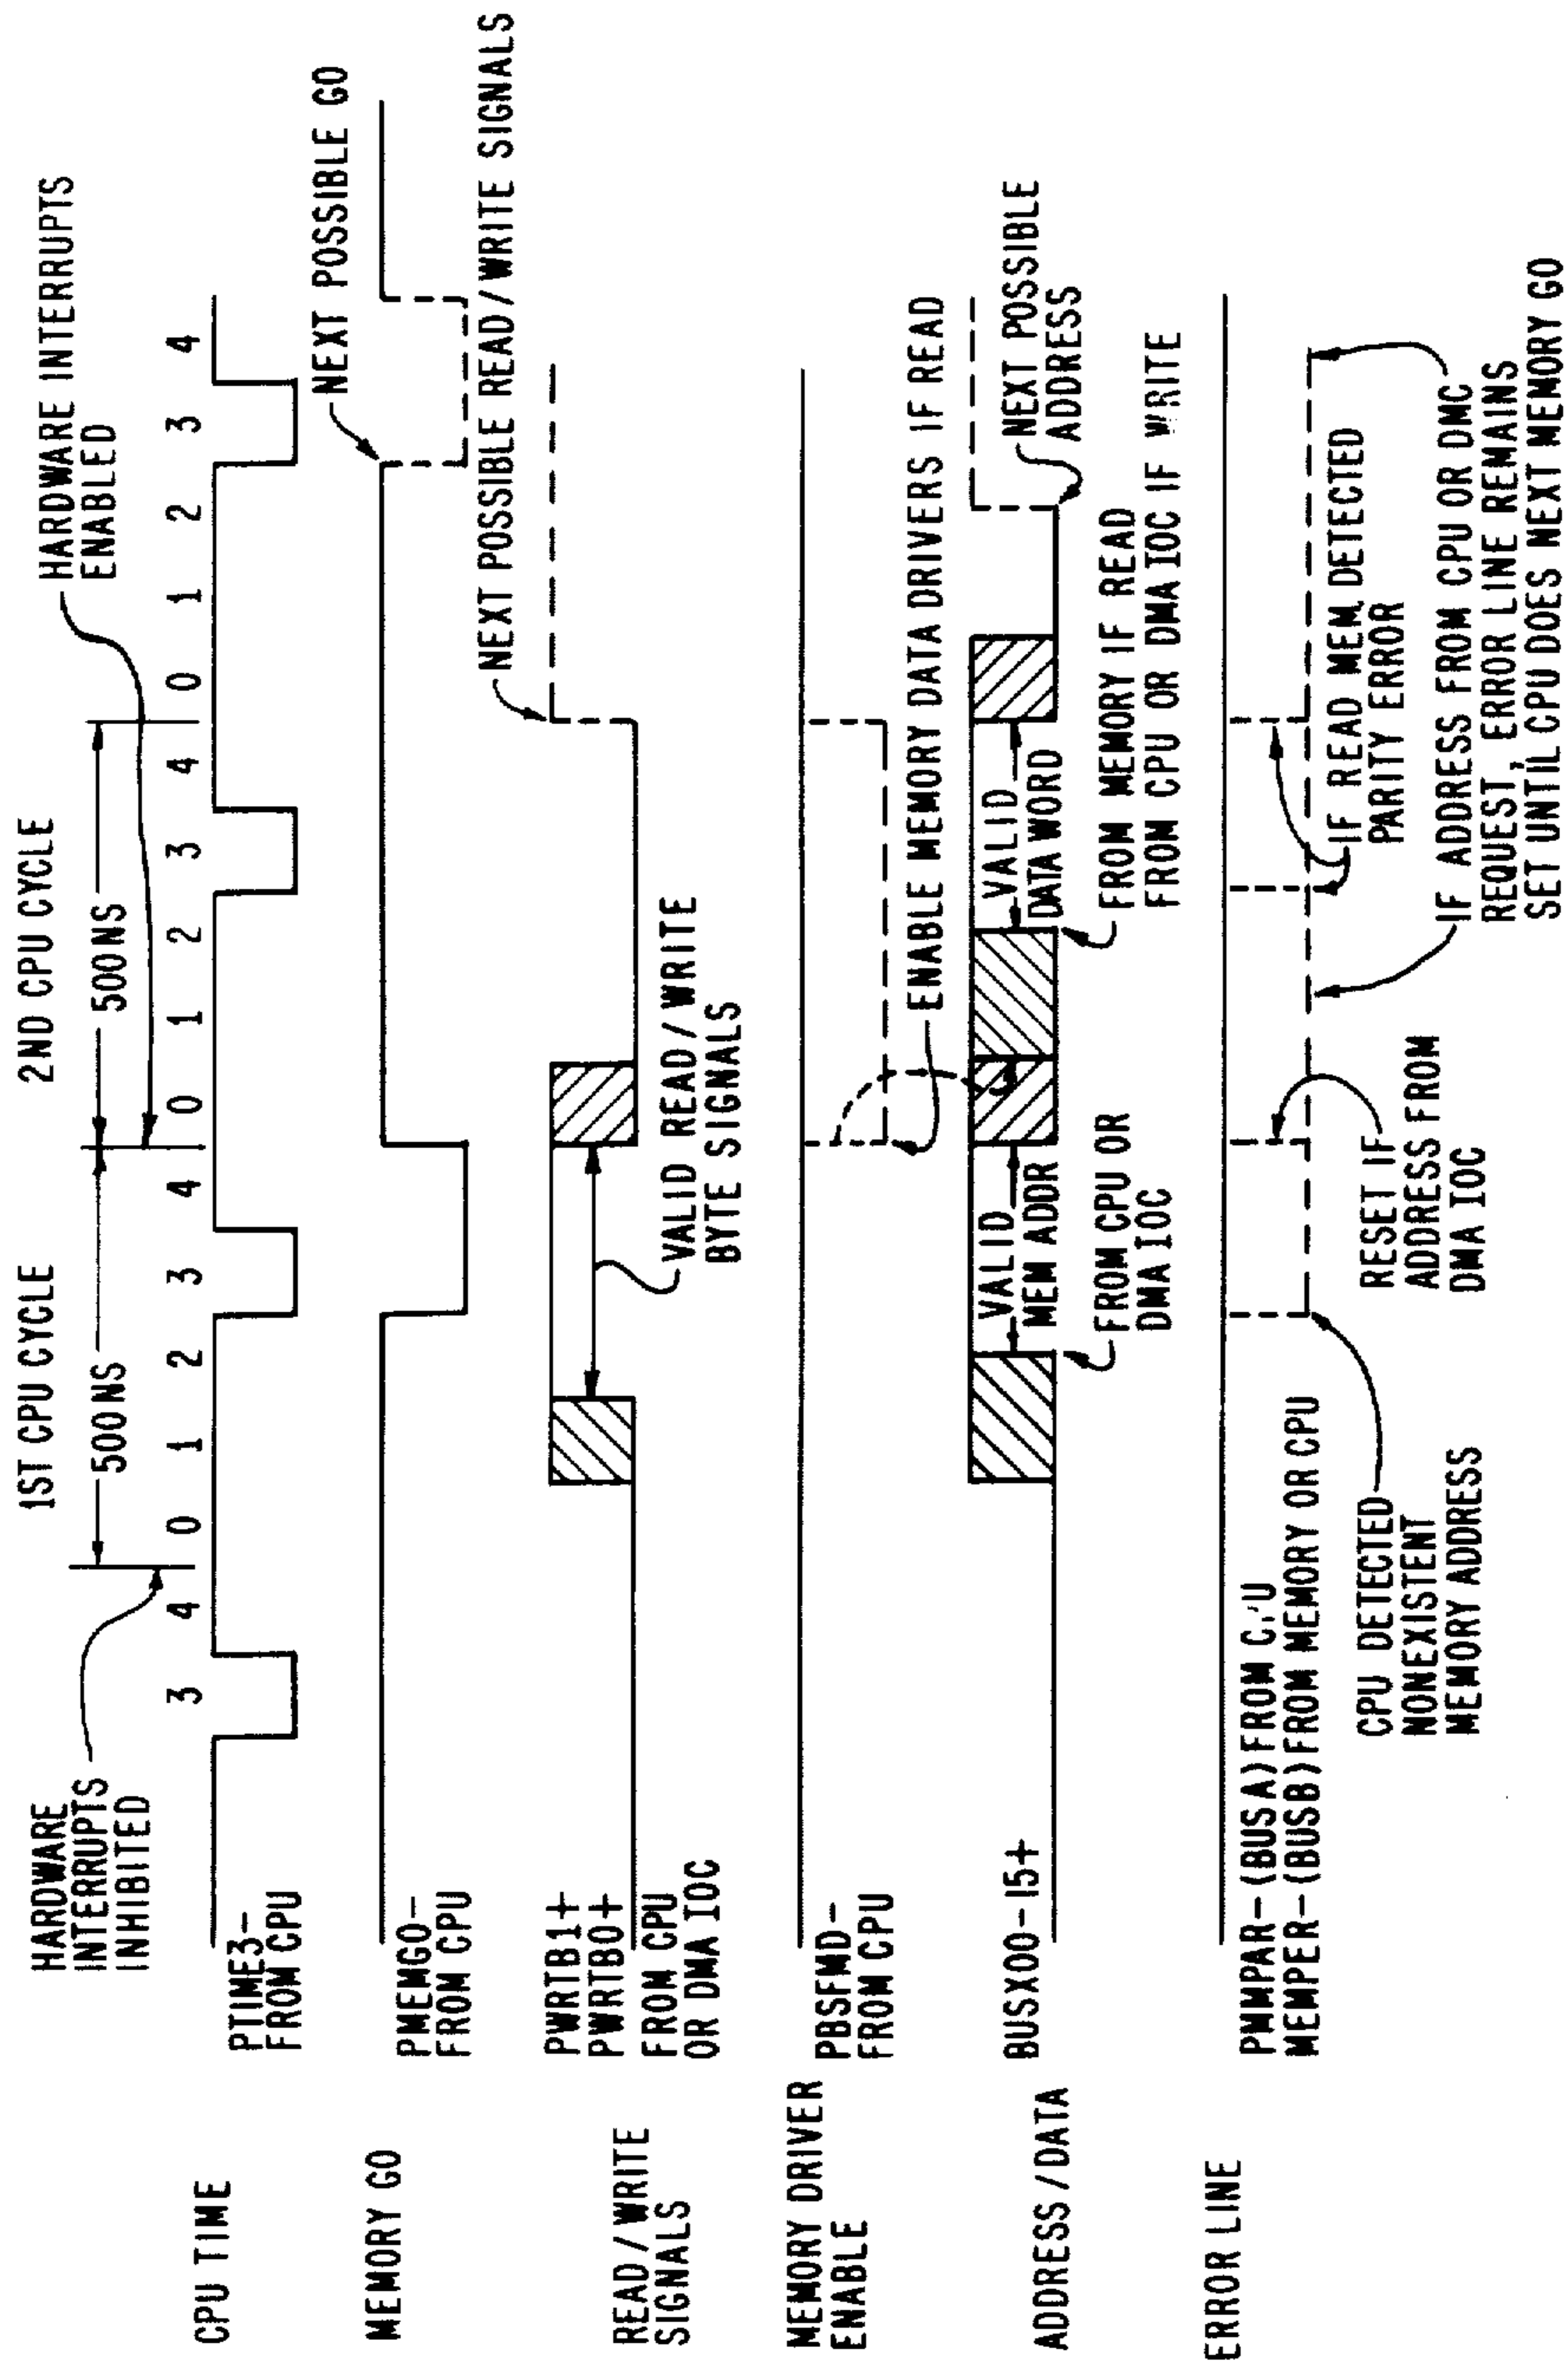 1ST CPU CYCLE
2ND CPU CYCLE
500NS
500NS
HARDWARE
INTERRUPTS
INHIBITED
HARDWARE INTERRUPTS
ENABLED
3 4 0 1 2 3 4 0 1 2 3 4 0 1 2 3 4
CPU TIME
PTIME3-
FROM CPU
NEXT POSSIBLE GO
MEMORY GO
PMEMGO-
FROM CPU
NEXT POSSIBLE READ/WRITE SIGNALS
READ/WRITE
SIGNALS
PWRTB1+
PWRTB0+
FROM CPU
OR DMA IOC
VALID READ/WRITE
BYTE SIGNALS
MEMORY DRIVER
ENABLE
PBSFMD-
FROM CPU
ENABLE MEMORY DATA DRIVERS IF READ
ADDRESS/DATA
BUSX00-15+
VALID
MEM ADDR
VALID
DATA WORD
NEXT POSSIBLE
ADDRESS
FROM CPU OR
DMA IOC
FROM MEMORY IF READ
FROM CPU OR DMA IOC IF WRITE
ERROR LINE
PMMPAR-(BUSA)FROM
MEMPER-(BUSB)FROM MEMORY OR CPU
CPU DETECTED
NONEXISTENT
MEMORY ADDRESS
RESET IF
ADDRESS FROM
DMA IOC
IF READ MEM DETECTED
PARITY ERROR
IF ADDRESS FROM CPU OR DMC
REQUEST, ERROR LINE REMAINS
SET UNTIL CPU DOES NEXT MEMORY GO